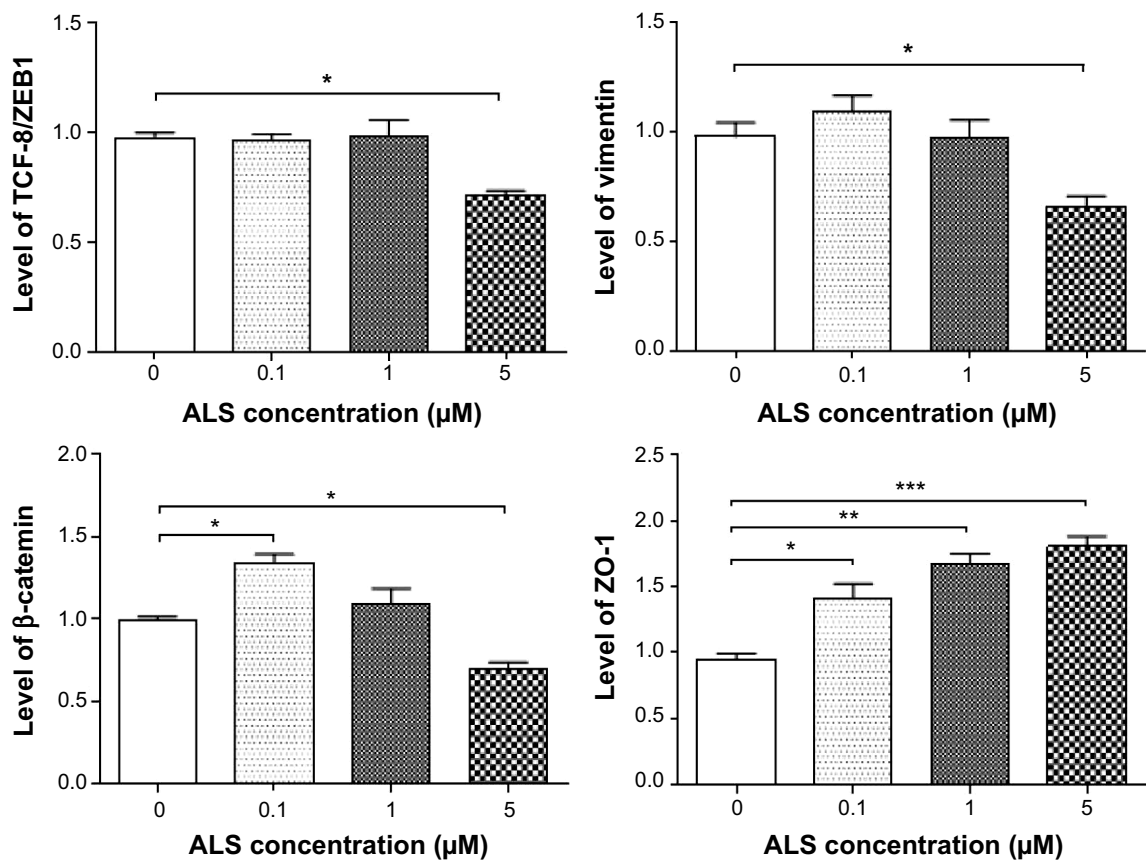 1.5
*
1.0
0.5
0.0
Level of TCF-8/ZEB1
0 0.1 1 5
ALS concentration (µM)
1.5
*
1.0
0.5
0.0
Level of vimentin
0 0.1 1 5
ALS concentration (µM)
2.0
*
1.5
*
1.0
0.5
0.0
Level of β-catemin
0 0.1 1 5
ALS concentration (µM)
2.5
***
2.0
**
*
1.5
1.0
0.5
0.0
Level of ZO-1
0 0.1 1 5
ALS concentration (µM)